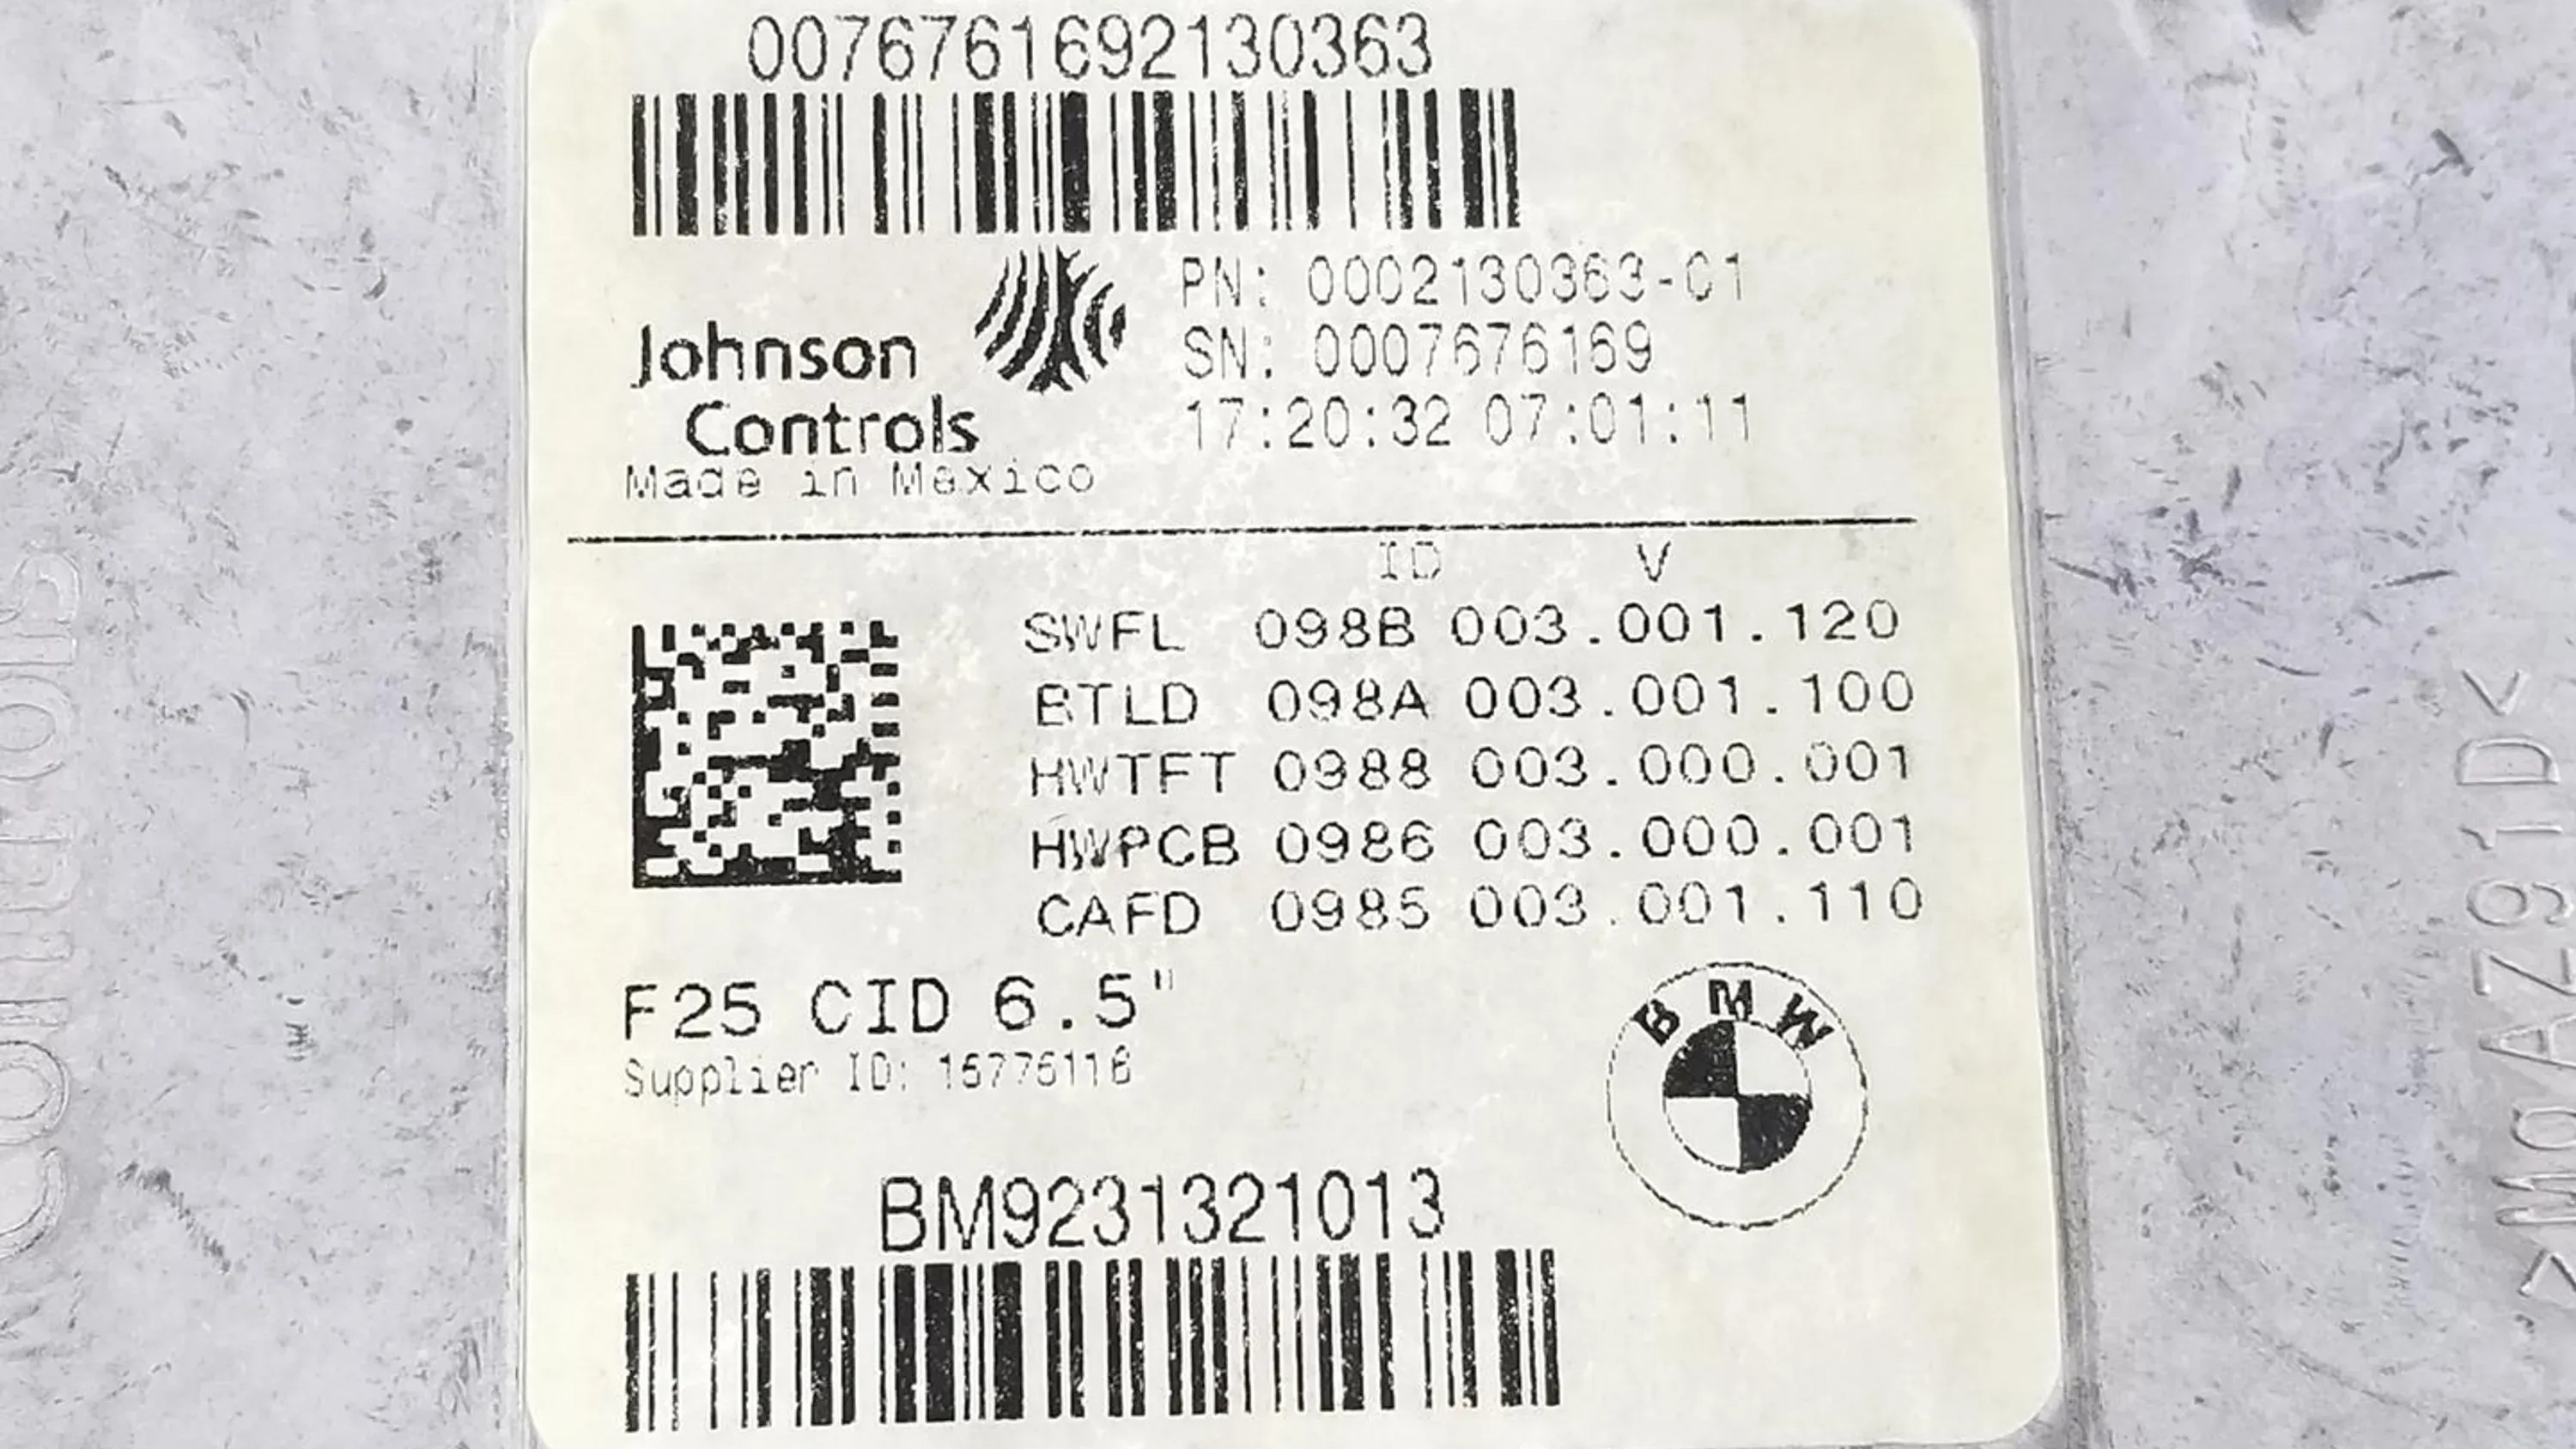 0076761692130363
Johnson
Controls
Made in Mexico
PN: 0002130363-01
SN: 0007676169
17:20:32 07:01:11
ID V
SWFL 098B 003.001.120
BTLD 098A 003.001.100
HWTFT 0988 003.000.001
HWPCB 0986 003.000.001
CAFD 0985 003.001.110
F25 CID 6.5"
Supplier ID:
BMW
BM9231321013